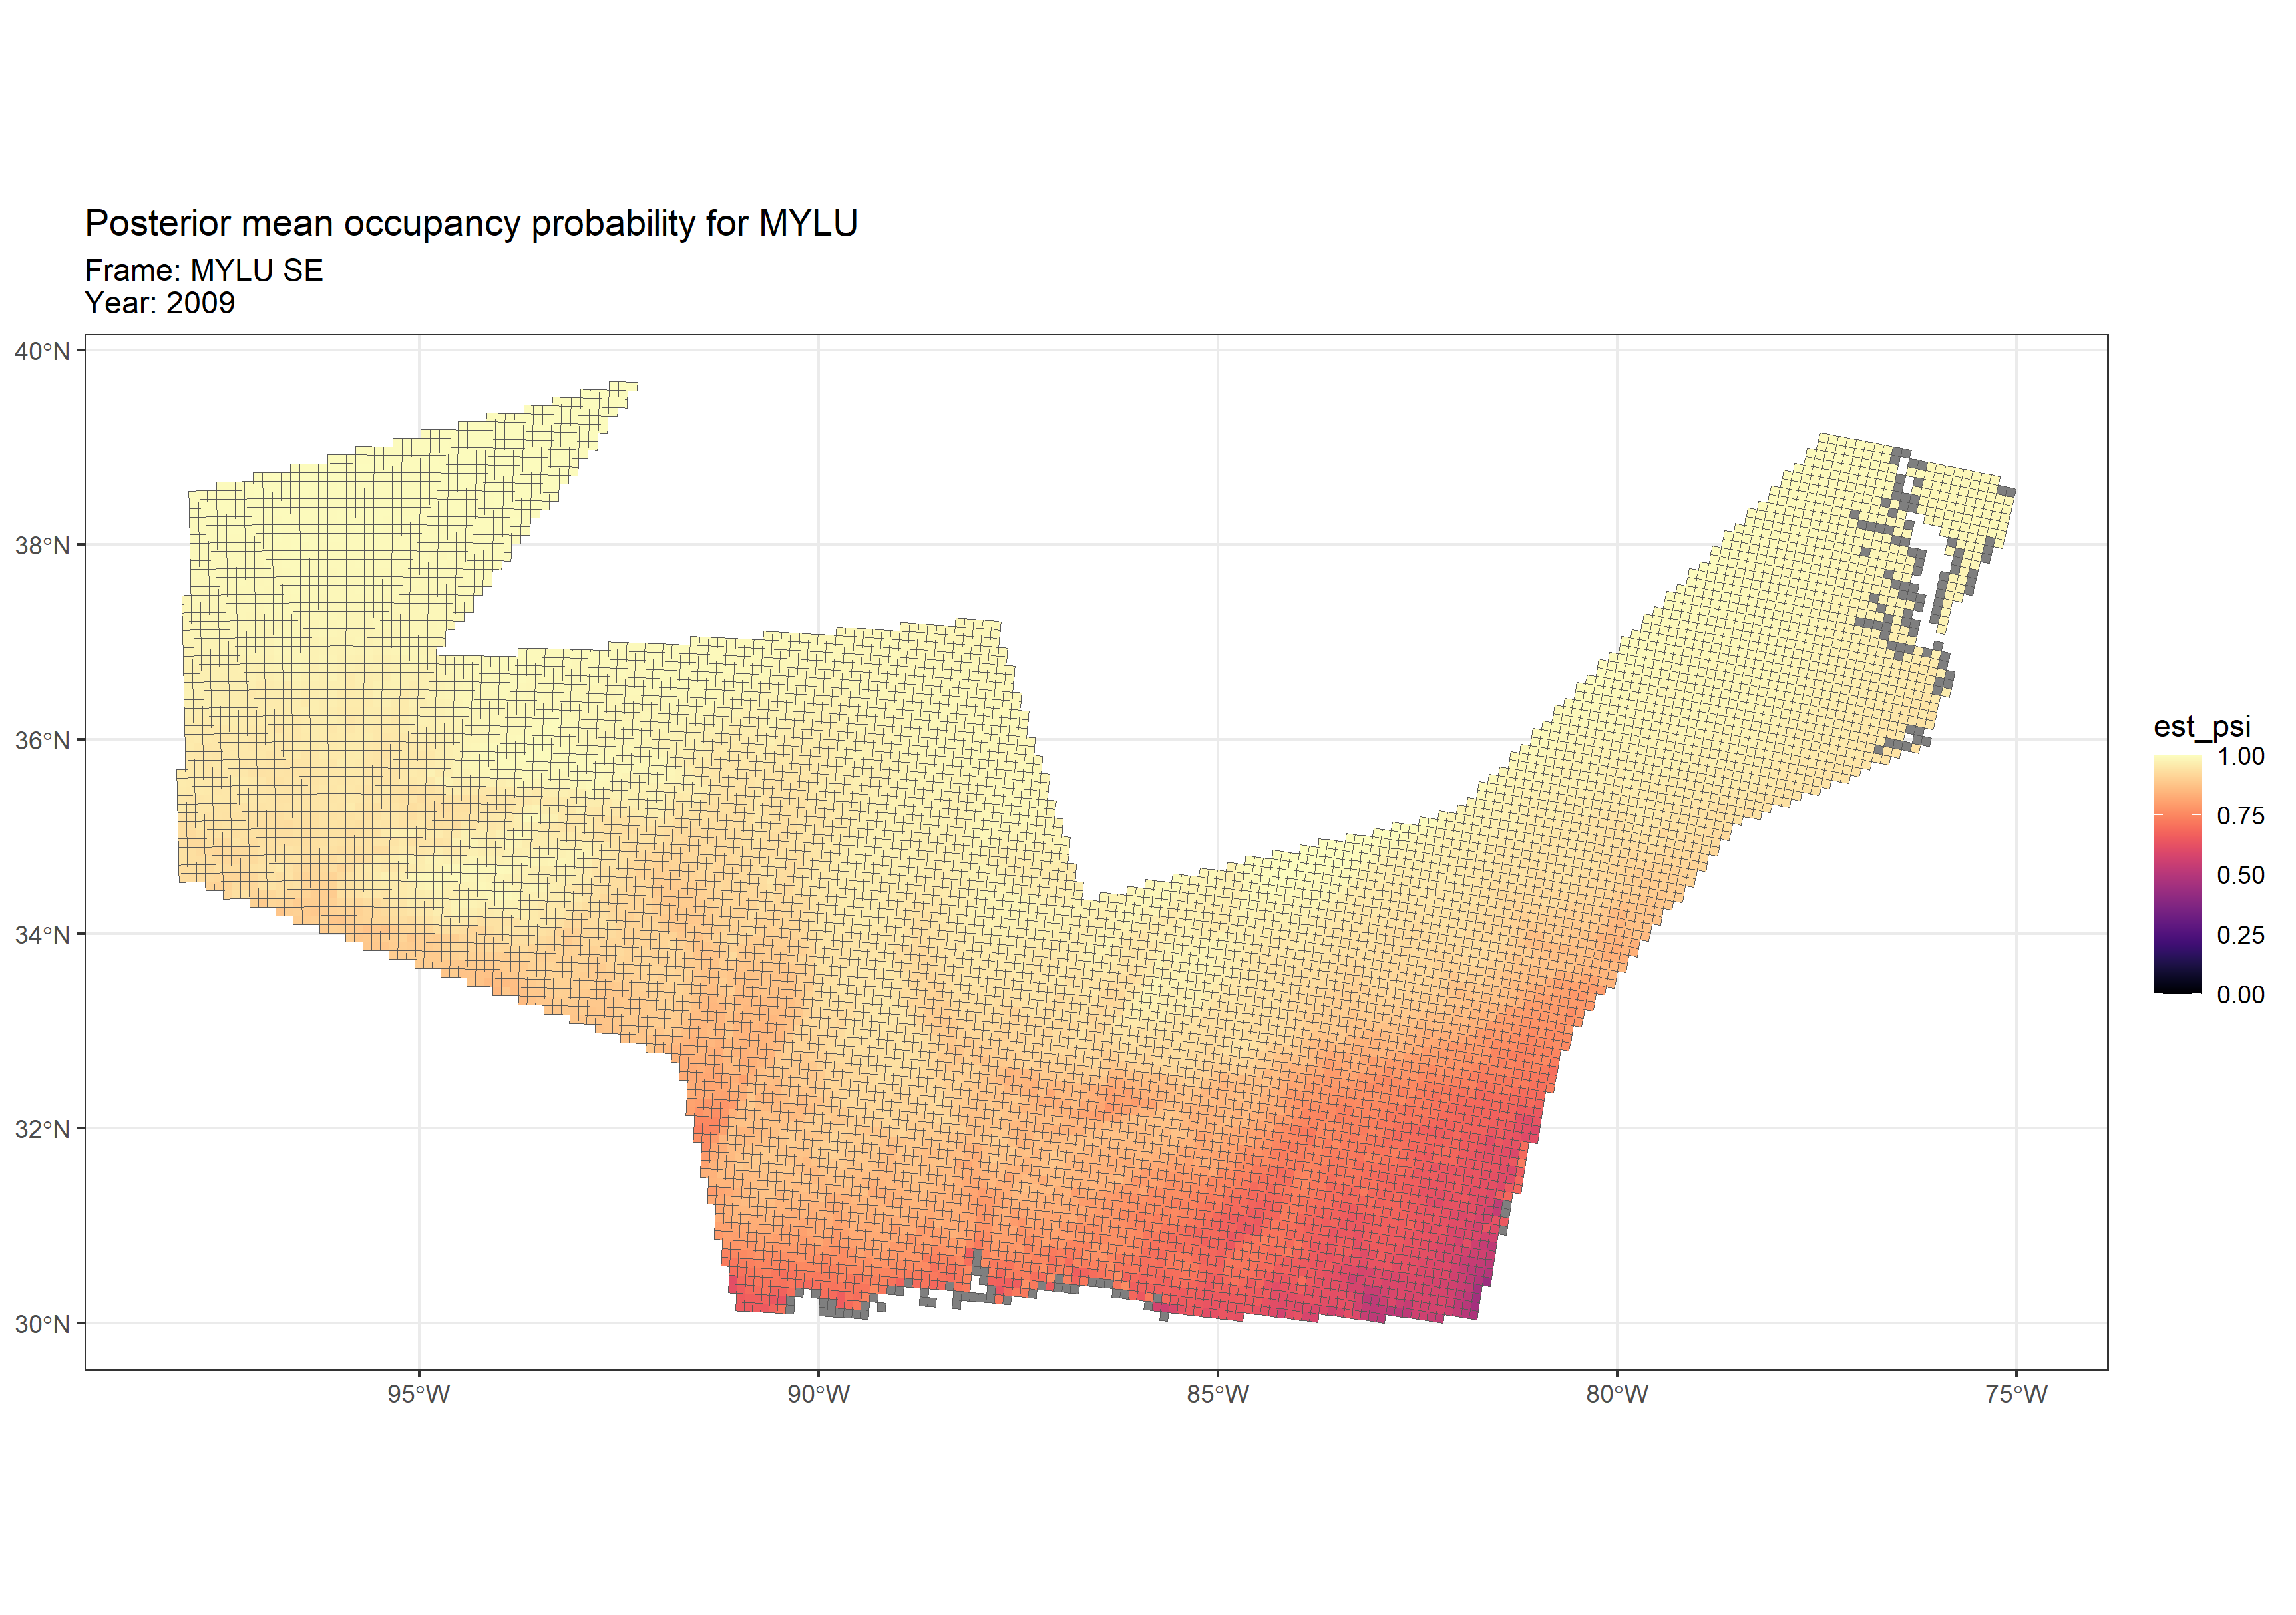 Posterior mean occupancy probability for MYLU
Frame: MYLU SE
Year: 2009
40°N
38°N
36°N
34°N
32°N
30°N
95°W
90°W
85°W
80°W
75°W
est_psi
1.00
0.75
0.50
0.25
0.00